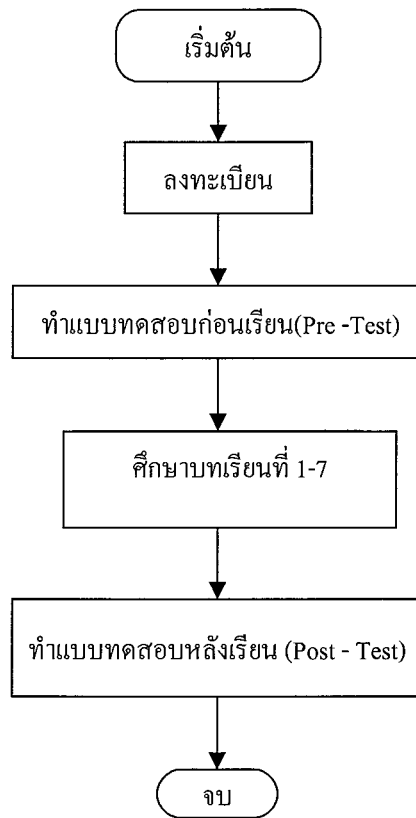 เริ่มต้น
ลงทะเบียน
ทำแบบทดสอบก่อนเรียน(Pre -Test)
ศึกษาบทเรียนที่ 1-7
ทำแบบทดสอบหลังเรียน (Post - Test)
จบ